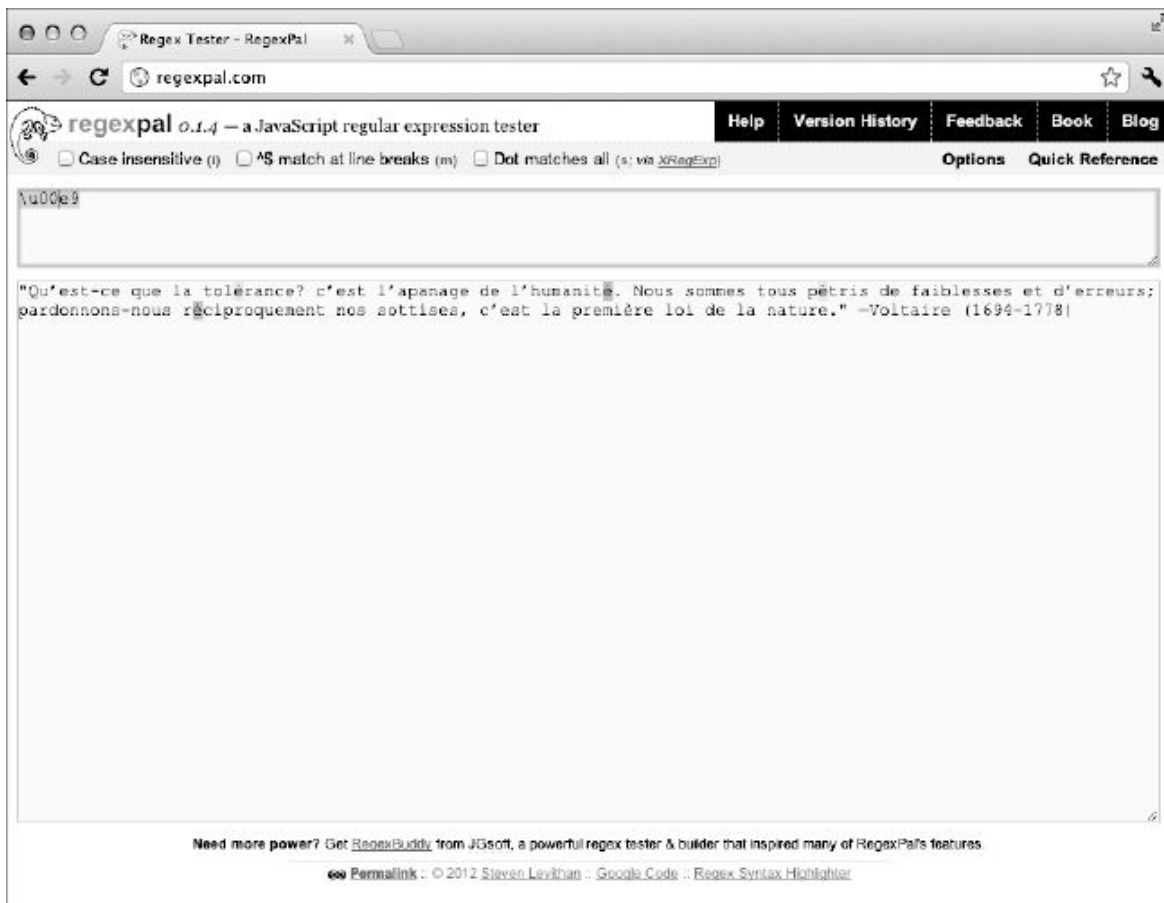 Regex Tester - RegexPal
regexpal.com
regexpal 0.1.4 — a JavaScript regular expression tester
Help Version History Feedback Book Blog
Case insensitive (i) ^$ match at line breaks (m) Dot matches all (s; via XRegExp)
Options Quick Reference
\u00e9
"Qu'est-ce que la tolérance? c'est l'apanage de l'humanité. Nous sommes tous pétris de faiblesses et d'erreurs;
pardonnons-nous réciproquement nos sottises, c'est la première loi de la nature." —Voltaire (1694-1778)
Need more power? Get RegexBuddy from JGsoft, a powerful regex tester & builder that inspired many of RegexPal's features.
Permalink :: © 2012 Steven Levithan :: Google Code :: Regex Syntax Highlighter